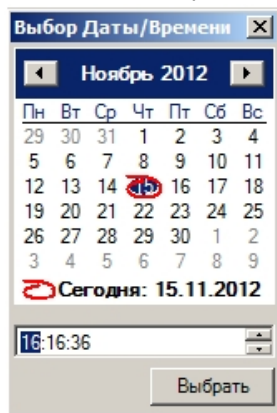 Выбор Даты/Времени
Ноябрь 2012
Пн Вт Ср Чт Пт Сб Вс
29 30 31 1 2 3 4
5 6 7 8 9 10 11
12 13 14 15 16 17 18
19 20 21 22 23 24 25
26 27 28 29 30 1 2
3 4 5 6 7 8 9
Сегодня: 15.11.2012
16:16:36
Выбрать